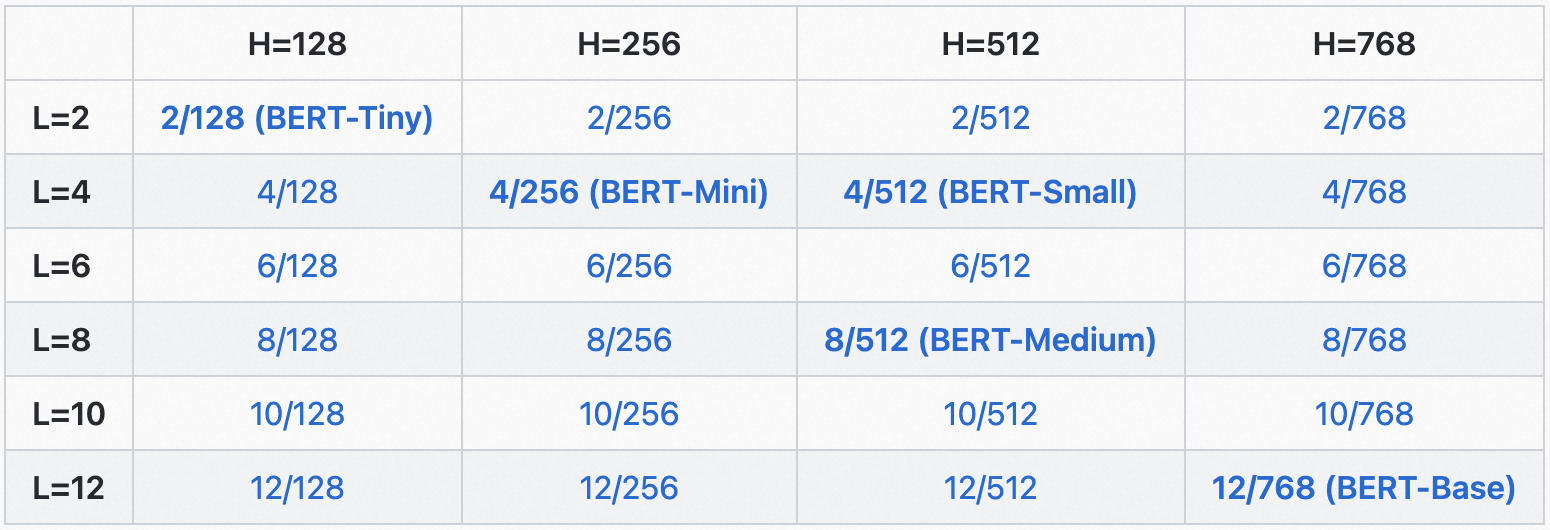 H=128 H=256 H=512 H=768
L=2 2/128 (BERT-Tiny) 2/256 2/512 2/768
L=4 4/128 4/256 (BERT-Mini) 4/512 (BERT-Small) 4/768
L=6 6/128 6/256 6/512 6/768
L=8 8/128 8/256 8/512 (BERT-Medium) 8/768
L=10 10/128 10/256 10/512 10/768
L=12 12/128 12/256 12/512 12/768 (BERT-Base)